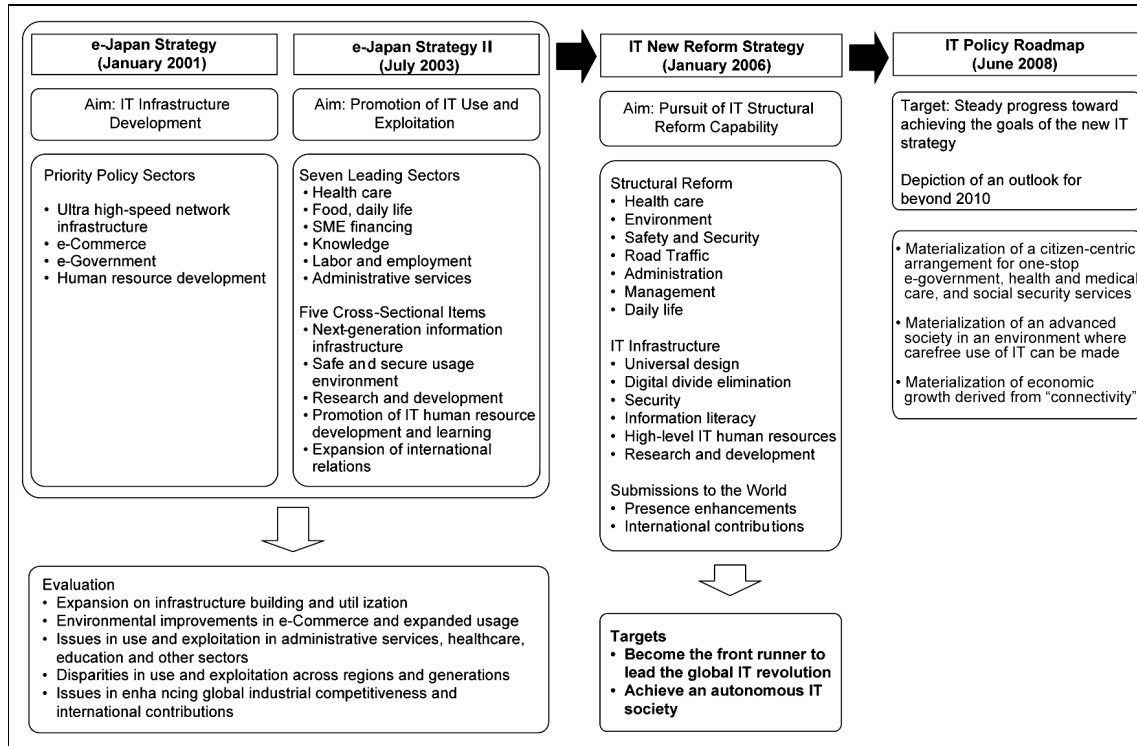 e-Japan Strategy
(January 2001)
Aim: IT Infrastructure
Development
Priority Policy Sectors
• Ultra high-speed network
infrastructure
• e-Commerce
• e-Government
• Human resource development
e-Japan Strategy II
(July 2003)
Aim: Promotion of IT Use and
Exploitation
Seven Leading Sectors
• Health care
• Food, daily life
• SME financing
• Knowledge
• Labor and employment
• Administrative services
Five Cross-Sectional Items
• Next-generation information
infrastructure
• Safe and secure usage
environment
• Research and development
• Promotion of IT human resource
development and learning
• Expansion of international
relations
Evaluation
• Expansion on infrastructure building and util ization
• Environmental improvements in e-Commerce and expanded usage
• Issues in use and exploitation in administrative services, healthcare,
education and other sectors
• Disparities in use and exploitation across regions and generations
• Issues in enha ncing global industrial competitiveness and
international contributions
IT New Reform Strategy
(January 2006)
Aim: Pursuit of IT Structural
Reform Capability
Structural Reform
• Health care
• Environment
• Safety and Security
• Road Traffic
• Administration
• Management
• Daily life
IT Infrastructure
• Universal design
• Digital divide elimination
• Security
• Information literacy
• High-level IT human resources
• Research and development
Submissions to the World
• Presence enhancements
• International contributions
Targets
• Become the front runner to
lead the global IT revolution
• Achieve an autonomous IT
society
IT Policy Roadmap
(June 2008)
Target: Steady progress toward
achieving the goals of the new IT
strategy
Depiction of an outlook for
beyond 2010
• Materialization of a citizen-centric
arrangement for one-stop
e-government, health and medical
care, and social security services
• Materialization of an advanced
society in an environment where
carefree use of IT can be made
• Materialization of economic
growth derived from “connectivity”